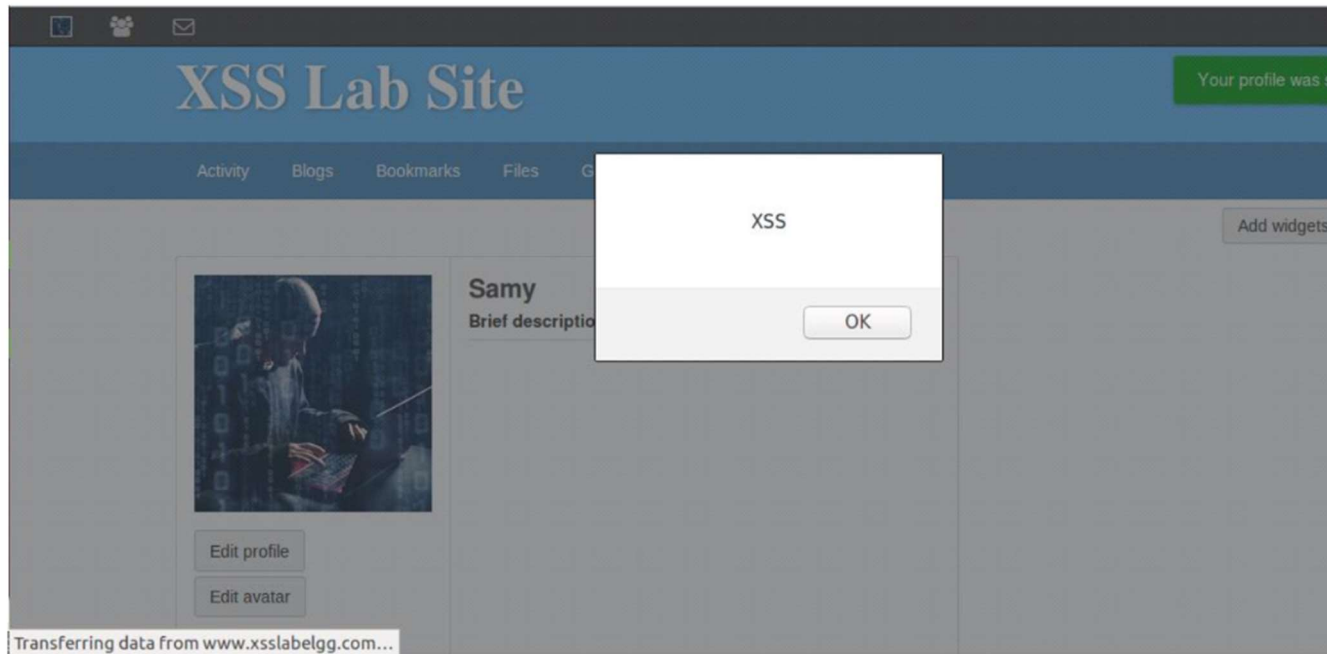 XSS Lab Site
Your profile was
Activity Blogs Bookmarks Files G
XSS
Add widgets
Samy
Brief descriptio
OK
Edit profile
Edit avatar
Transferring data from www.xsslabelgg.com...